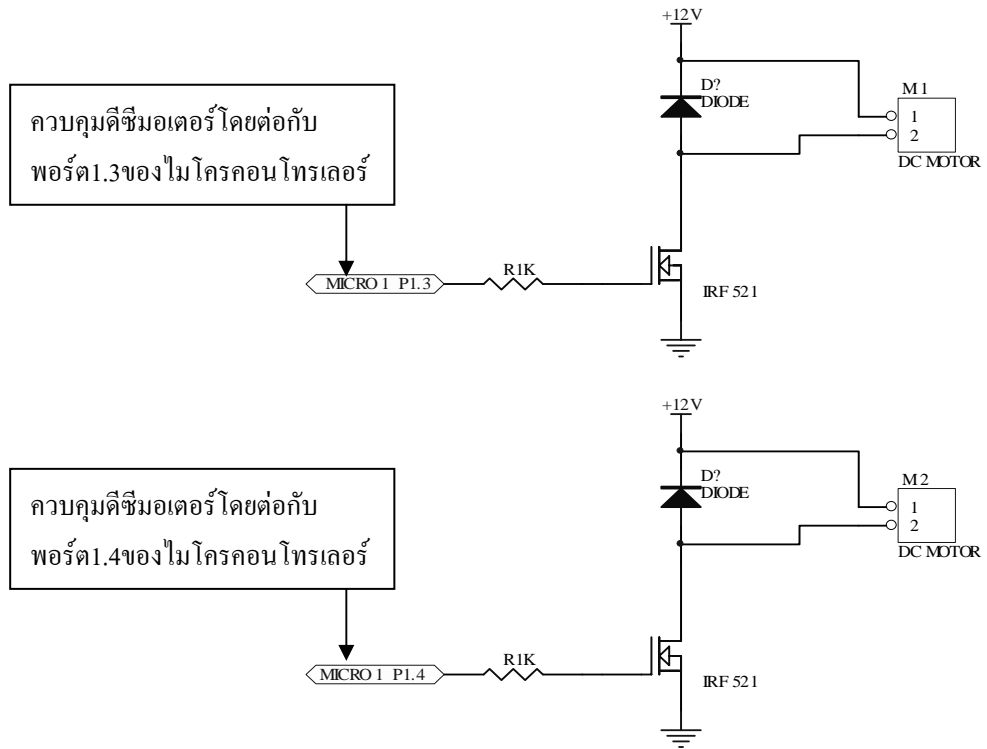 +12V
D?
DIODE
M1
1
2
DC MOTOR
ควบคุมดีซีมอเตอร์โดยต่อกับ
พอร์ต1.3ของไมโครคอนโทรเลอร์
MICRO 1 P1.3
R1K
IRF 521
+12V
D?
DIODE
M2
1
2
DC MOTOR
ควบคุมดีซีมอเตอร์โดยต่อกับ
พอร์ต1.4ของไมโครคอนโทรเลอร์
MICRO 1 P1.4
R1K
IRF 521